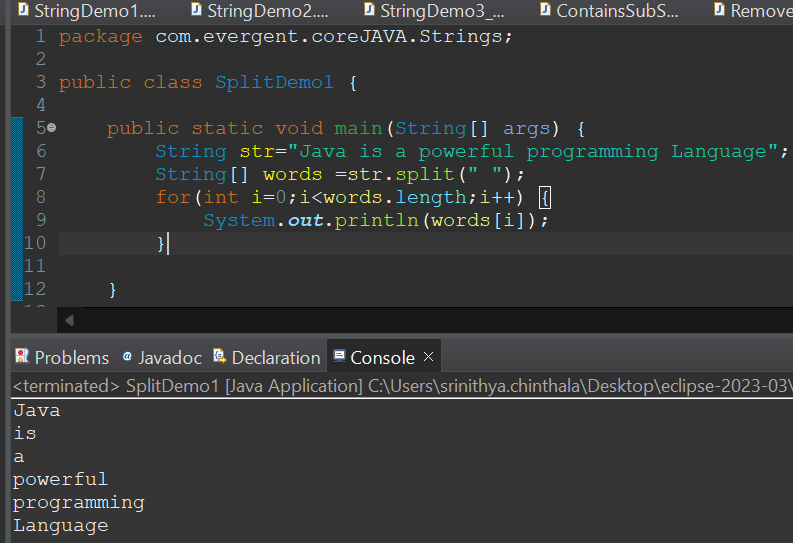 StringDemo1.... StringDemo2.... StringDemo3_... ContainsSubS... Remove
1 package com.evergent.coreJAVA.Strings;
2
3 public class SplitDemo1 {
4
5 public static void main(String[] args) {
6 String str="Java is a powerful programming Language";
7 String[] words =str.split(" ");
8 for(int i=0;i<words.length;i++) {
9 System.out.println(words[i]);
10 }
11
12 }
Problems @ Javadoc Declaration Console ×
<terminated> SplitDemo1 [Java Application] C:\Users\srinithya.chinthala\Desktop\eclipse-2023-03\
Java
is
a
powerful
programming
Language